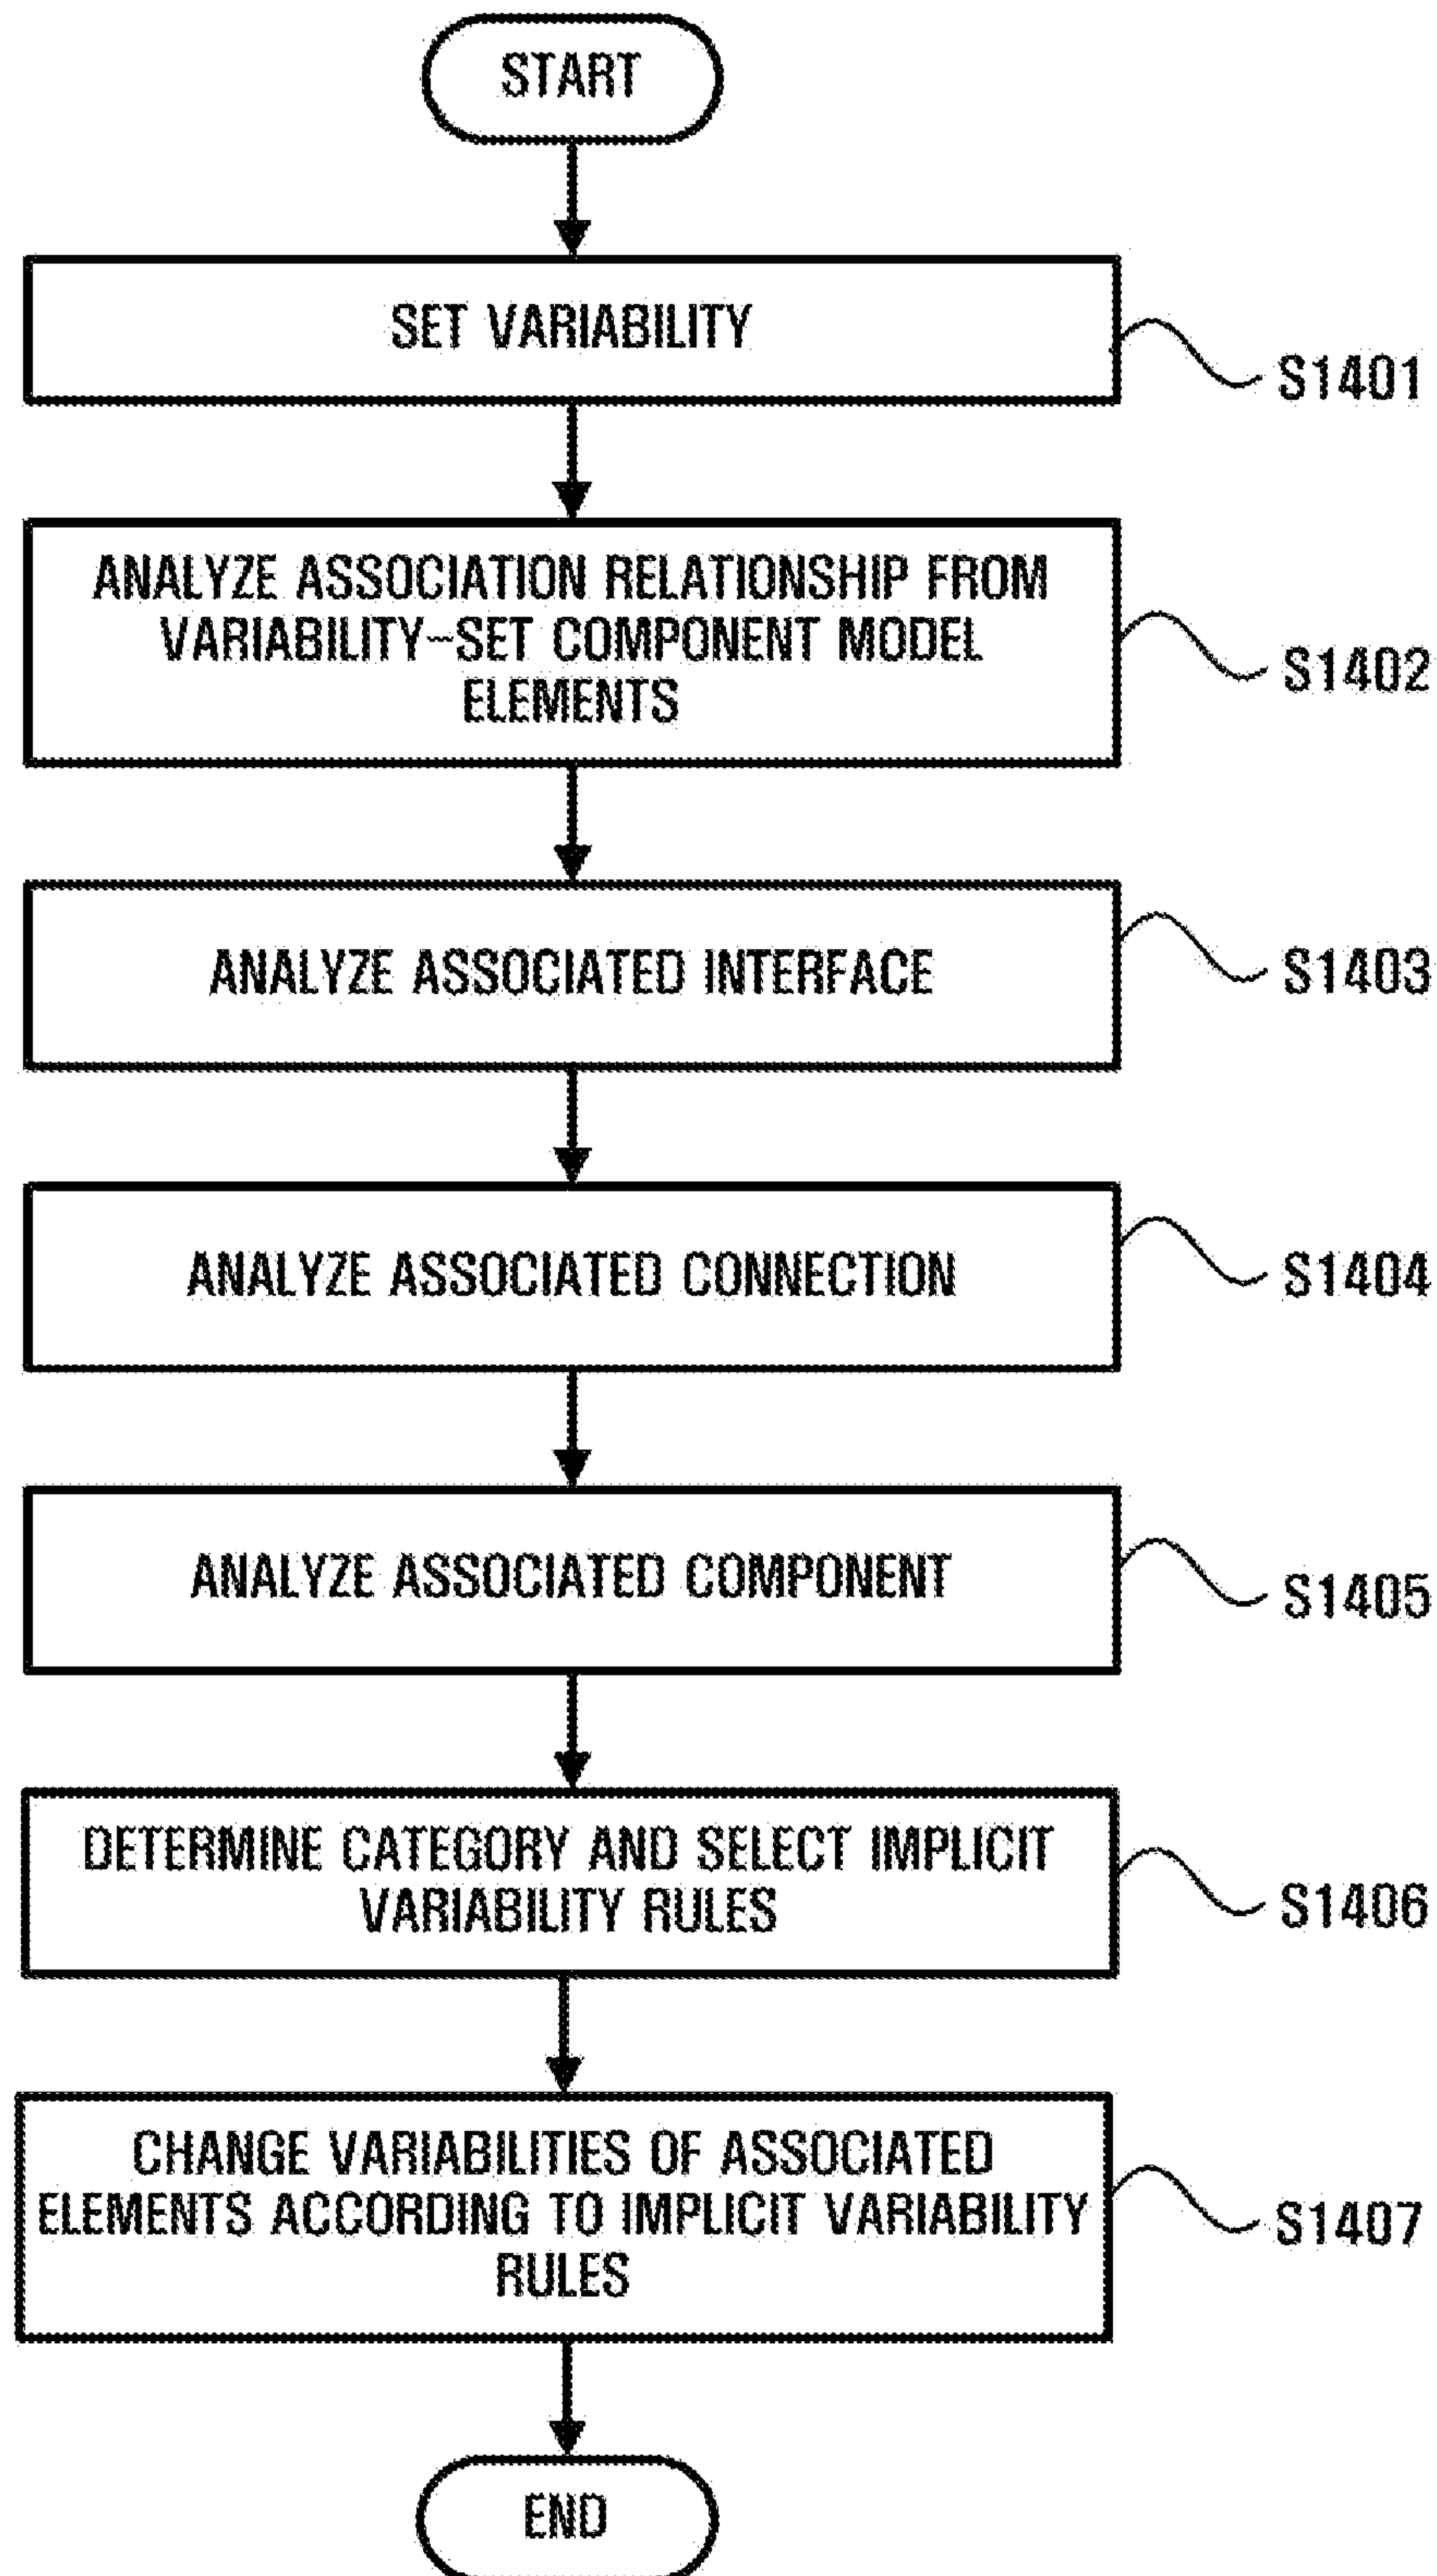 START
SET VARIABILITY
S1401
ANALYZE ASSOCIATION RELATIONSHIP FROM
VARIABILITY-SET COMPONENT MODEL
ELEMENTS
S1402
ANALYZE ASSOCIATED INTERFACE
S1403
ANALYZE ASSOCIATED CONNECTION
S1404
ANALYZE ASSOCIATED COMPONENT
S1405
DETERMINE CATEGORY AND SELECT IMPLICIT
VARIABILITY RULES
S1406
CHANGE VARIABILITIES OF ASSOCIATED
ELEMENTS ACCORDING TO IMPLICIT VARIABILITY
RULES
S1407
END